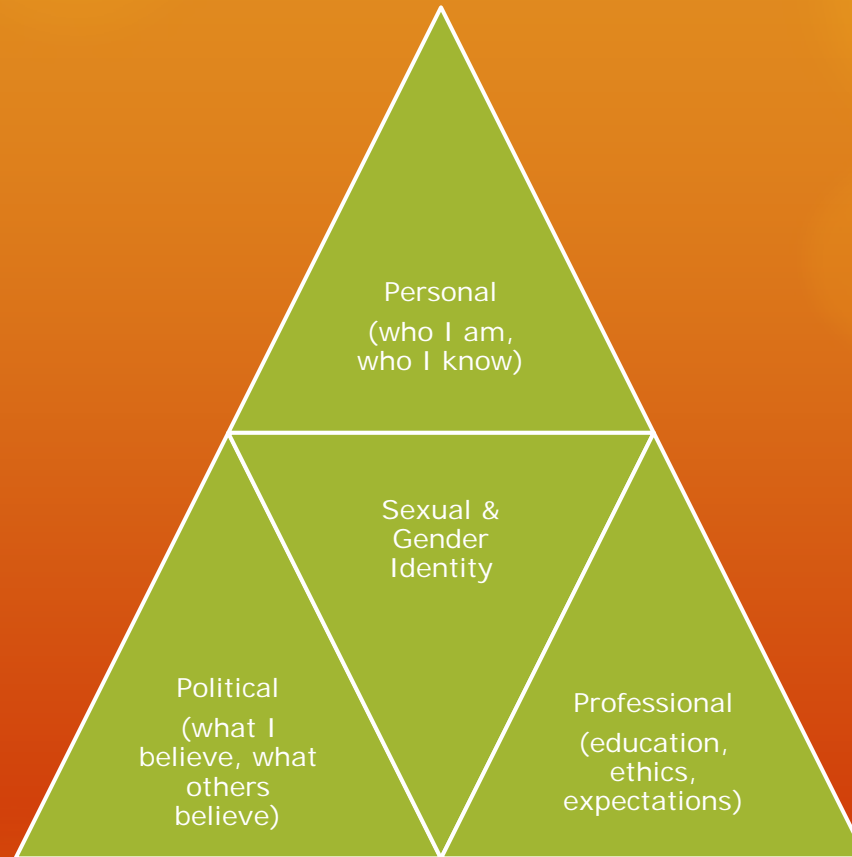 Personal
(who I am,
who I know)
Sexual &
Gender
Identity
Political
(what I
believe, what
others
believe)
Professional
(education,
ethics,
expectations)